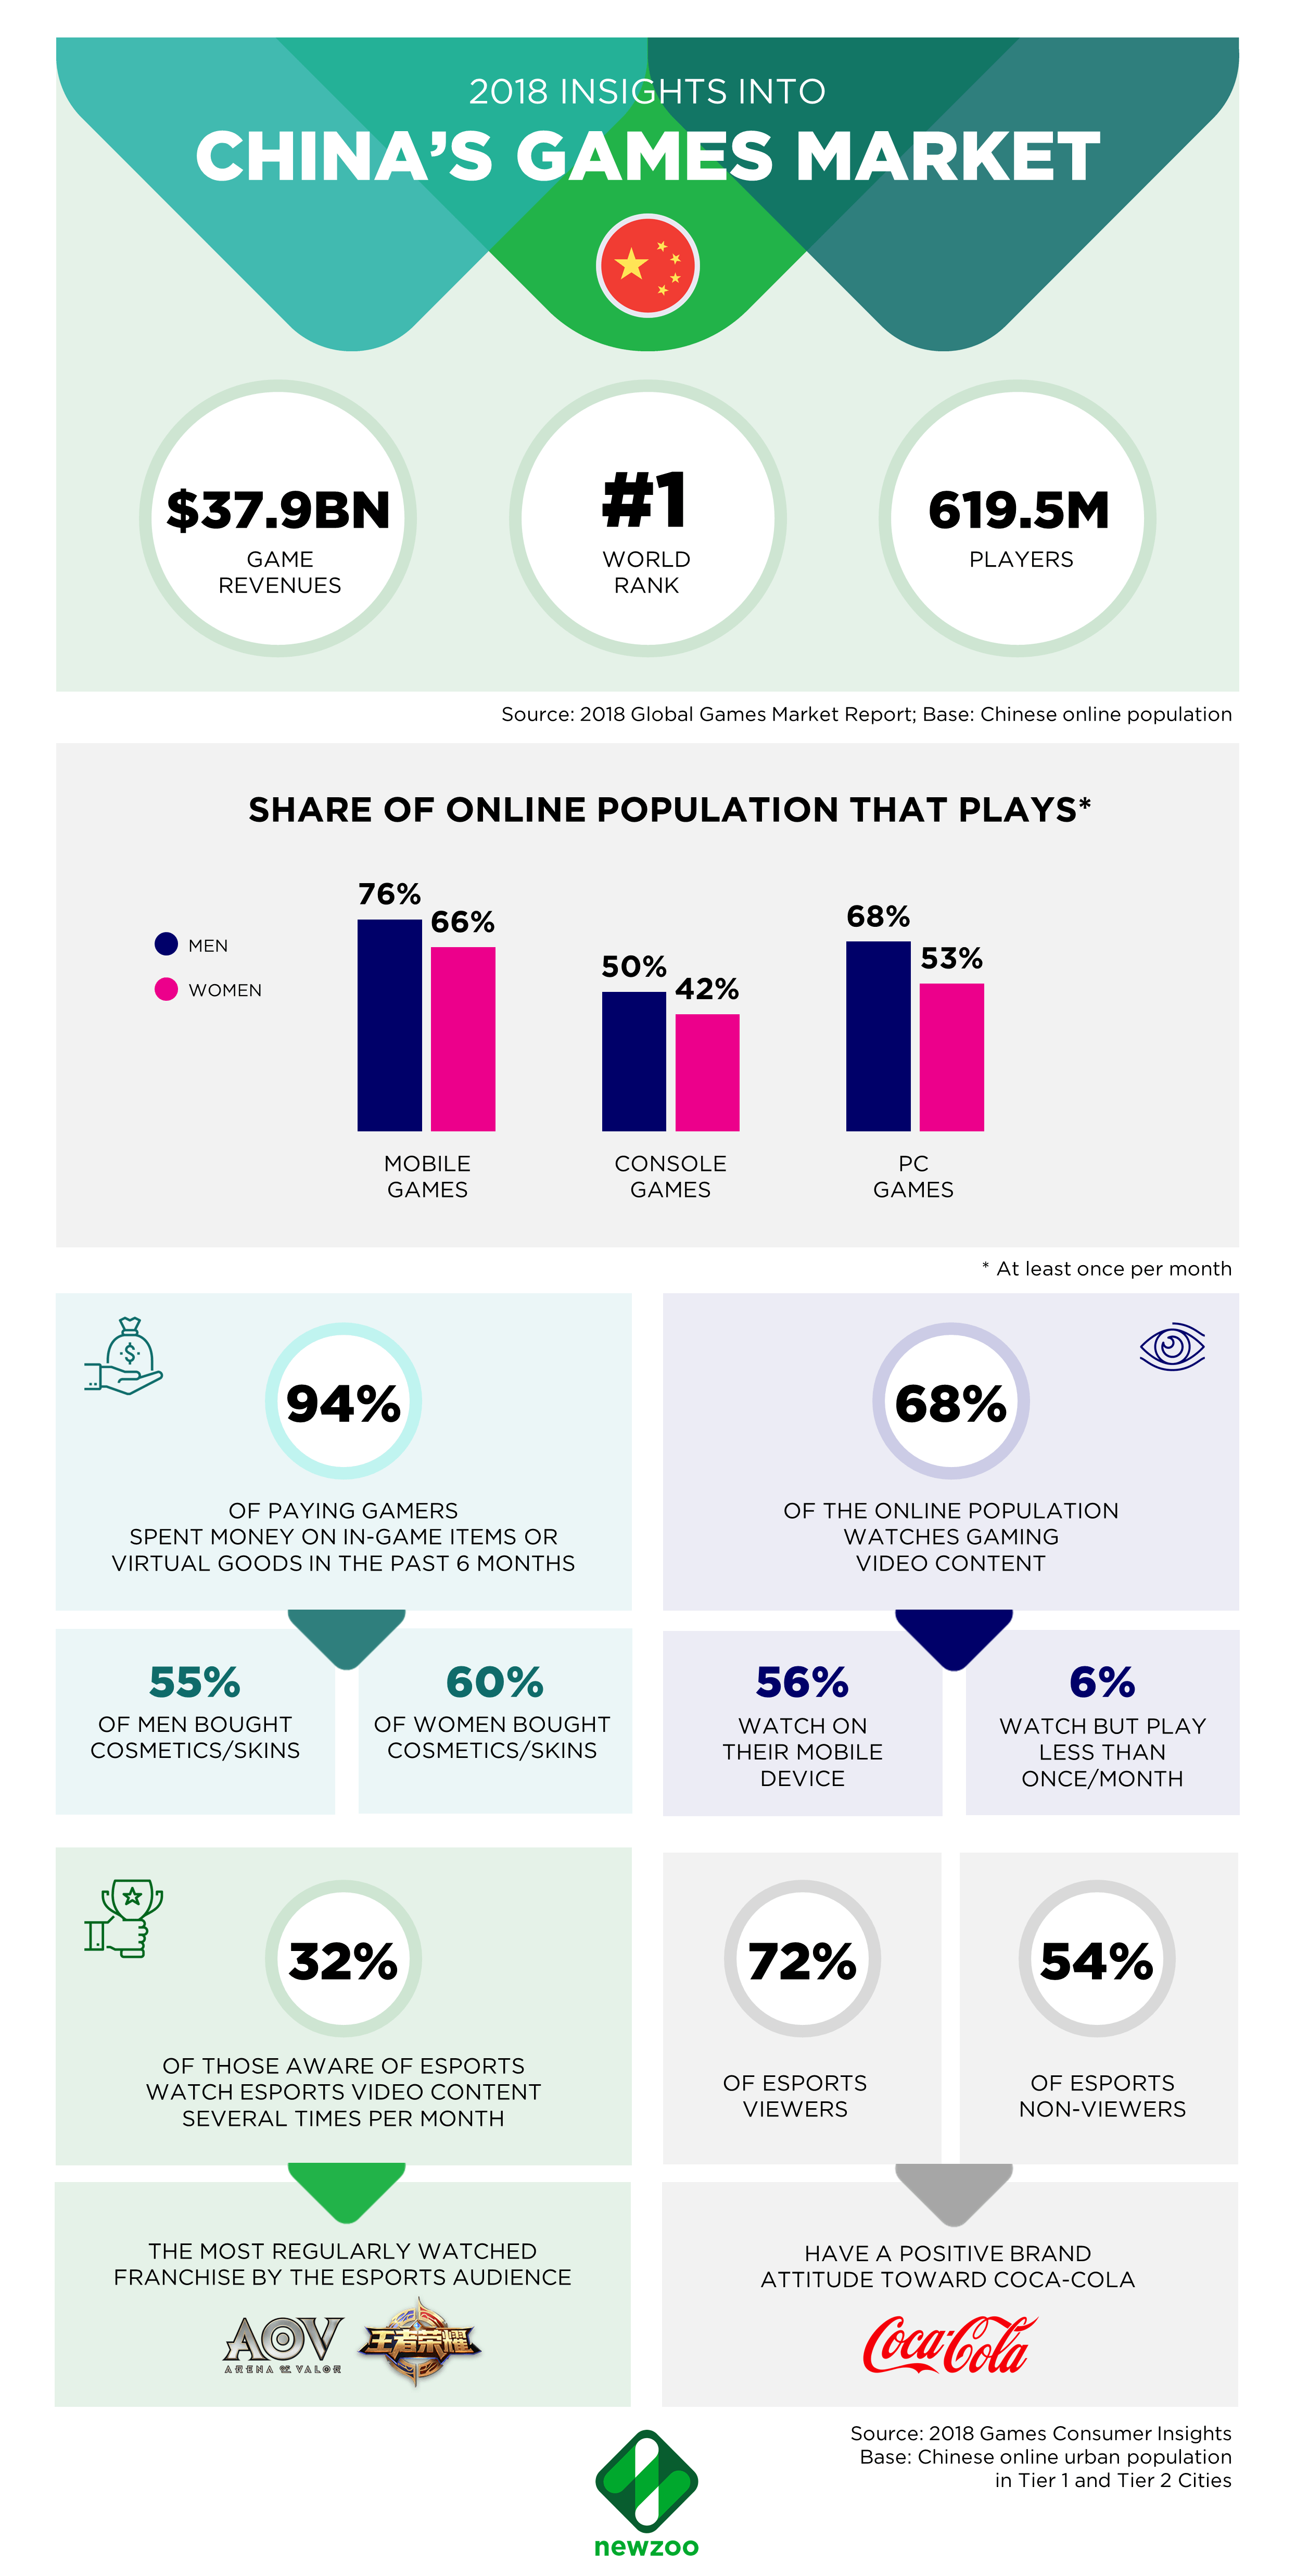 2018 INSIGHTS INTO
CHINA'S GAMES MARKET
$37.9BN
GAME
REVENUES
#1
WORLD
RANK
619.5M
PLAYERS
Source: 2018 Global Games Market Report; Base: Chinese online population
SHARE OF ONLINE POPULATION THAT PLAYS*
MEN
WOMEN
76%
66%
MOBILE
GAMES
50%
42%
CONSOLE
GAMES
68%
53%
PC
GAMES
* At least once per month
$
94%
OF PAYING GAMERS
SPENT MONEY ON IN-GAME ITEMS OR
VIRTUAL GOODS IN THE PAST 6 MONTHS
55%
OF MEN BOUGHT
COSMETICS/SKINS
60%
OF WOMEN BOUGHT
COSMETICS/SKINS
68%
OF THE ONLINE POPULATION
WATCHES GAMING
VIDEO CONTENT
56%
WATCH ON
THEIR MOBILE
DEVICE
6%
WATCH BUT PLAY
LESS THAN
ONCE/MONTH
32%
OF THOSE AWARE OF ESPORTS
WATCH ESPORTS VIDEO CONTENT
SEVERAL TIMES PER MONTH
THE MOST REGULARLY WATCHED
FRANCHISE BY THE ESPORTS AUDIENCE
AOV
ARENA OF VALOR
王者荣耀
72%
OF ESPORTS
VIEWERS
54%
OF ESPORTS
NON-VIEWERS
HAVE A POSITIVE BRAND
ATTITUDE TOWARD COCA-COLA
Coca-Cola
Source: 2018 Games Consumer Insights
Base: Chinese online urban population
in Tier 1 and Tier 2 Cities
newzoo